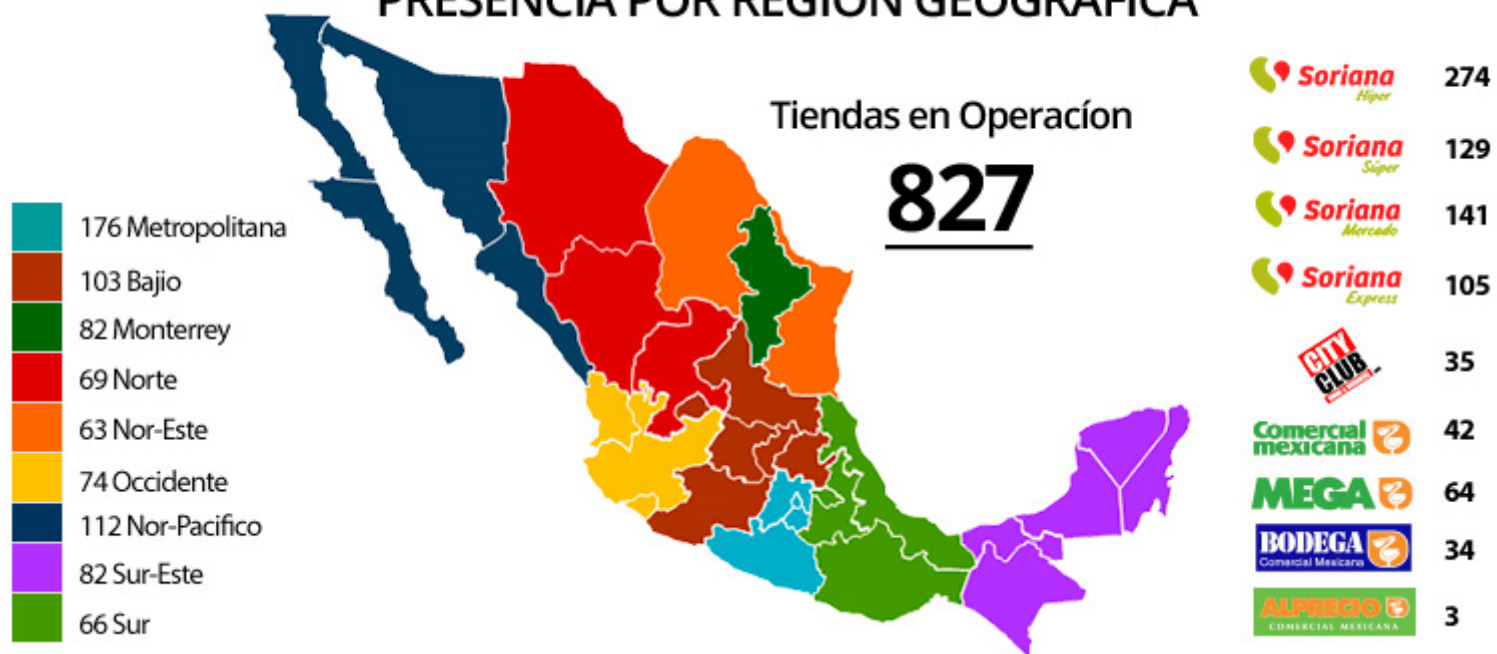 PRESENCIA POR REGIÓN GEOGRÁFICA
Tiendas en Operacíon
827
176 Metropolitana
103 Bajio
82 Monterrey
69 Norte
63 Nor-Este
74 Occidente
112 Nor-Pacifico
82 Sur-Este
66 Sur
Soriana Híper 274
Soriana Súper 129
Soriana Mercado 141
Soriana Express 105
CITY CLUB 35
Comercial mexicana 42
MEGA 64
BODEGA Comercial Mexicana 34
ALPRECIO COMERCIAL MEXICANA 3